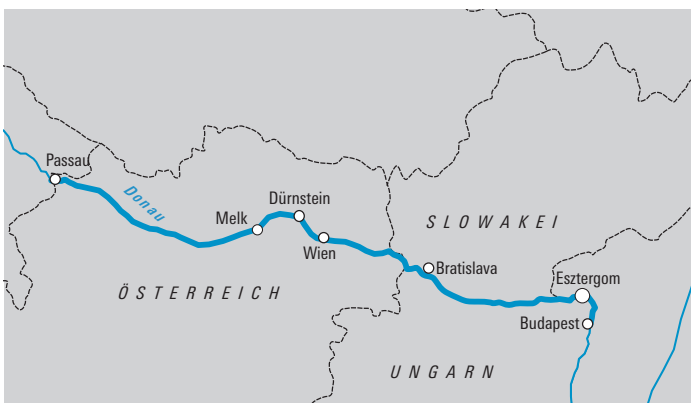 Passau
Donau
Dürnstein
Melk
SLOWAKEI
Wien
Bratislava
Esztergom
ÖSTERREICH
Budapest
UNGARN